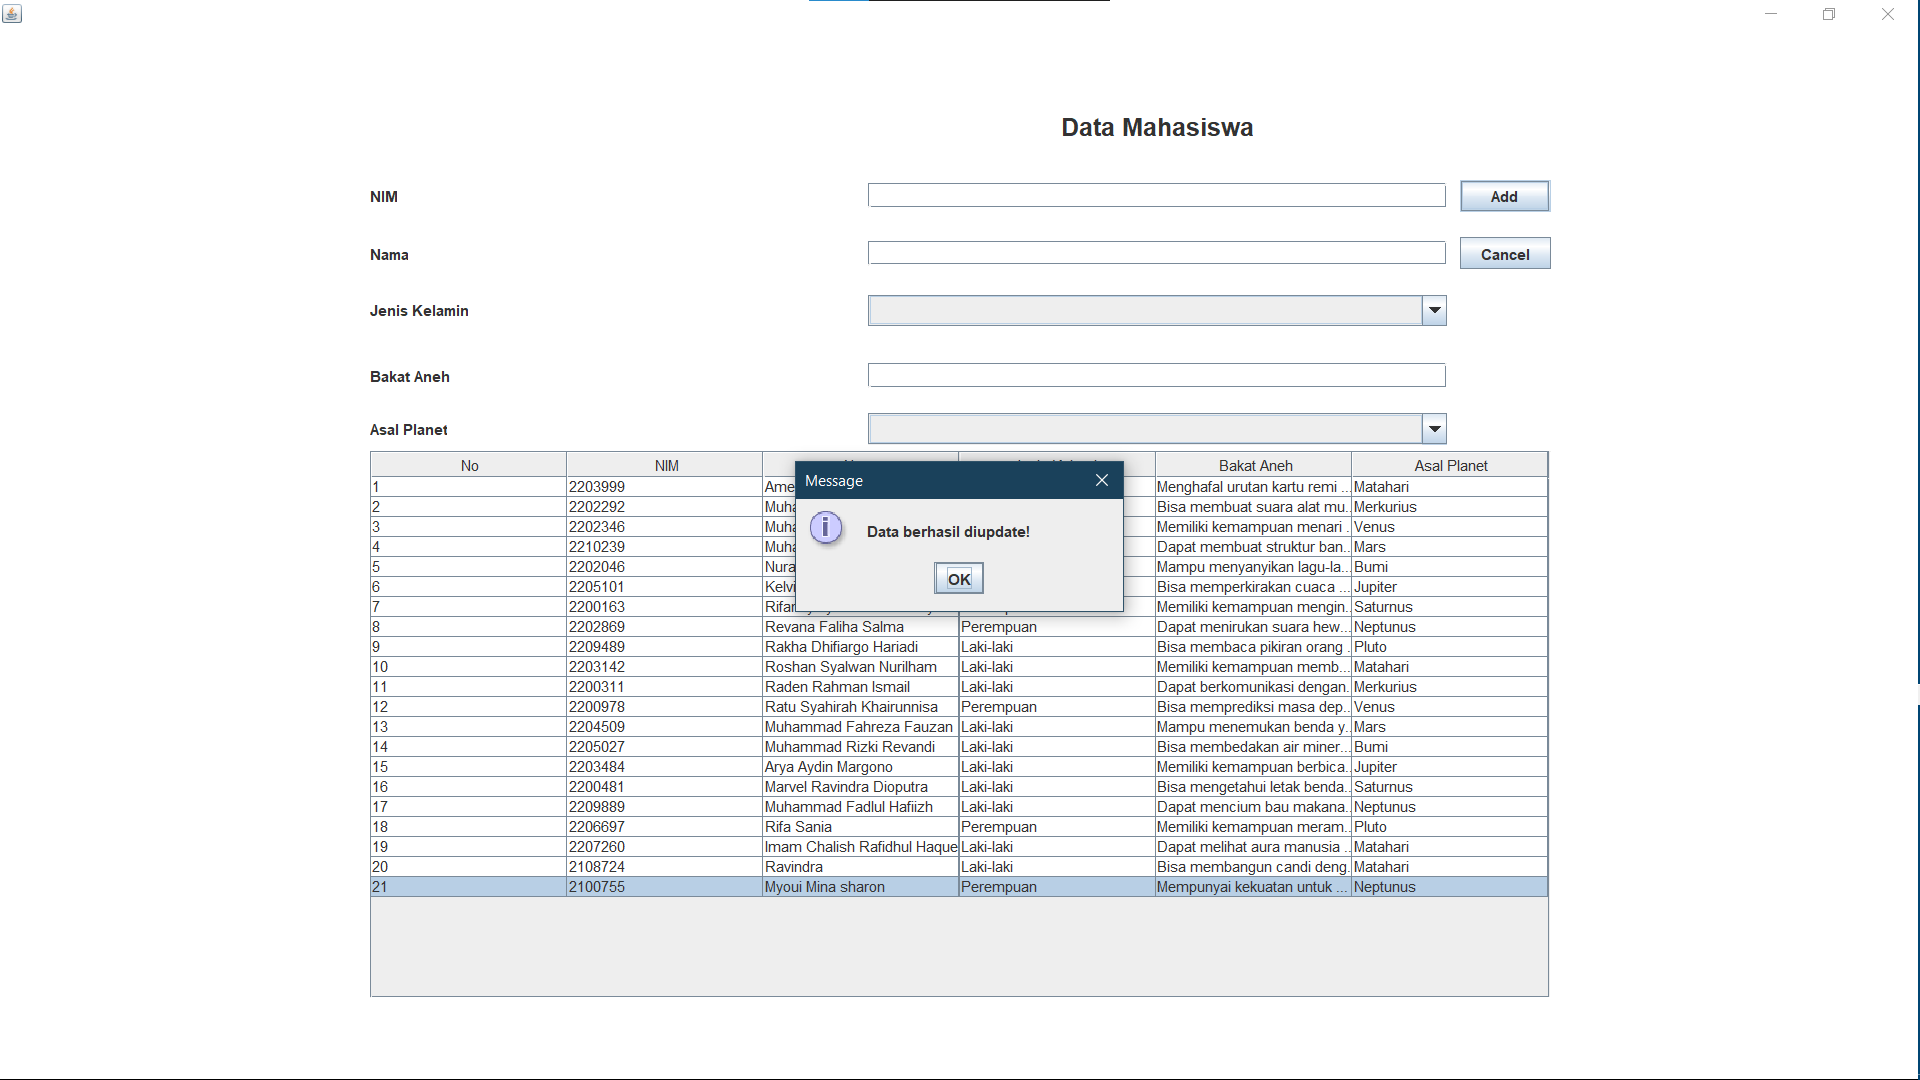 Data Mahasiswa
NIM
Add
Nama
Cancel
Jenis Kelamin
Bakat Aneh
Asal Planet
No NIM Bakat Aneh Asal Planet
Message
Data berhasil diupdate!
OK
1 2203999 Menghafal urutan kartu remi ... Matahari
2 2202292 Bisa membuat suara alat mu... Merkurius
3 2202346 Memiliki kemampuan menari ... Venus
4 2210239 Dapat membuat struktur ban... Mars
5 2202046 Mampu menyanyikan lagu-la... Bumi
6 2205101 Bisa memperkirakan cuaca ... Jupiter
7 2200163 Memiliki kemampuan mengin... Saturnus
8 2202869 Revana Faliha Salma Perempuan Dapat menirukan suara hew... Neptunus
9 2209489 Rakha Dhifiargo Hariadi Laki-laki Bisa membaca pikiran orang ... Pluto
10 2203142 Roshan Syalwan Nurilham Laki-laki Memiliki kemampuan memb... Matahari
11 2200311 Raden Rahman Ismail Laki-laki Dapat berkomunikasi dengan... Merkurius
12 2200978 Ratu Syahirah Khairunnisa Perempuan Bisa memprediksi masa dep... Venus
13 2204509 Muhammad Fahreza Fauzan Laki-laki Mampu menemukan benda y... Mars
14 2205027 Muhammad Rizki Revandi Laki-laki Bisa membedakan air miner... Bumi
15 2203484 Arya Aydin Margono Laki-laki Memiliki kemampuan berbica... Jupiter
16 2200481 Marvel Ravindra Dioputra Laki-laki Bisa mengetahui letak benda... Saturnus
17 2209889 Muhammad Fadlul Hafiizh Laki-laki Dapat mencium bau makana... Neptunus
18 2206697 Rifa Sania Perempuan Memiliki kemampuan meram... Pluto
19 2207260 Imam Chalish Rafidhul Haque Laki-laki Dapat melihat aura manusia ... Matahari
20 2108724 Ravindra Laki-laki Bisa membangun candi deng... Matahari
21 2100755 Myoui Mina sharon Perempuan Mempunyai kekuatan untuk ... Neptunus